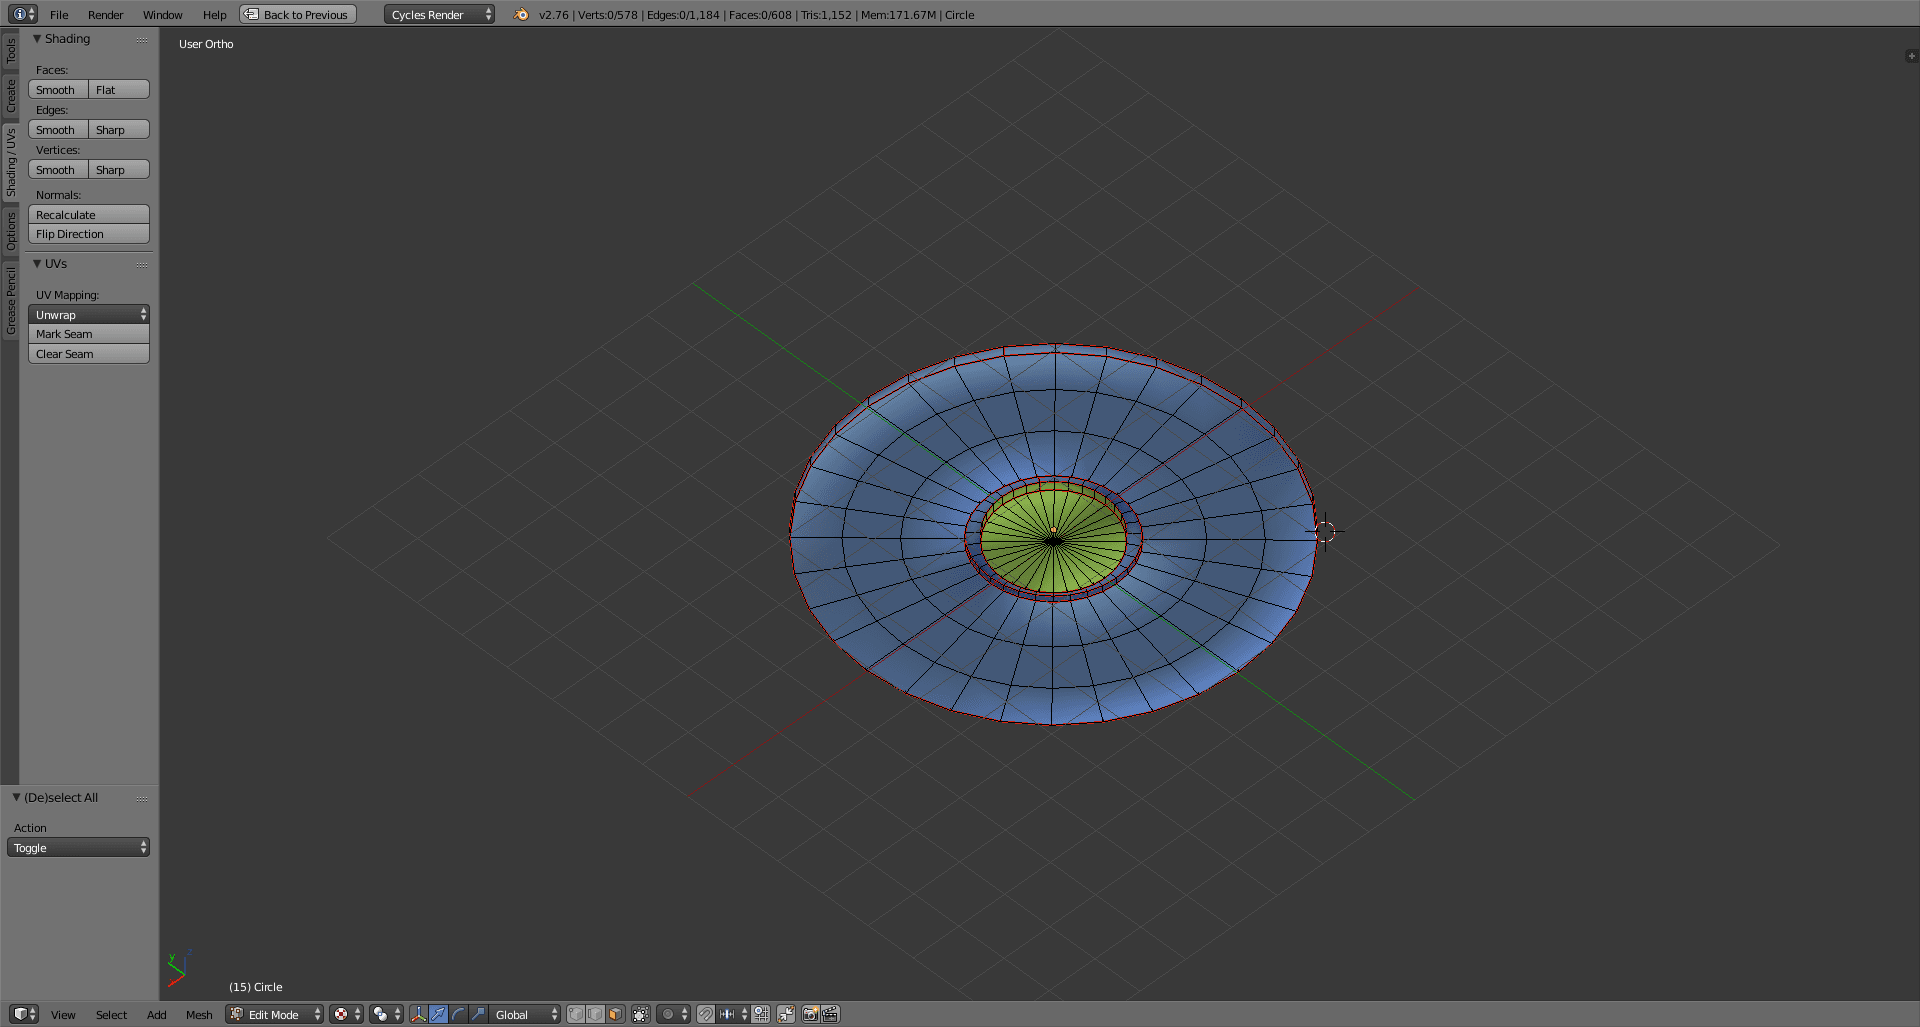 File Render Window Help Back to Previous Cycles Render v2.76 | Verts:0/578 | Edges:0/1,184 | Faces:0/608 | Tris:1,152 | Mem:171.67M | Circle
Tools
Create
Shading / UVs
Options
Grease Pencil
Shading
Faces:
Smooth Flat
Edges:
Smooth Sharp
Vertices:
Smooth Sharp
Normals:
Recalculate
Flip Direction
UVs
UV Mapping:
Unwrap
Mark Seam
Clear Seam
(De)select All
Action
Toggle
User Ortho
y z
(15) Circle
View Select Add Mesh Edit Mode Global